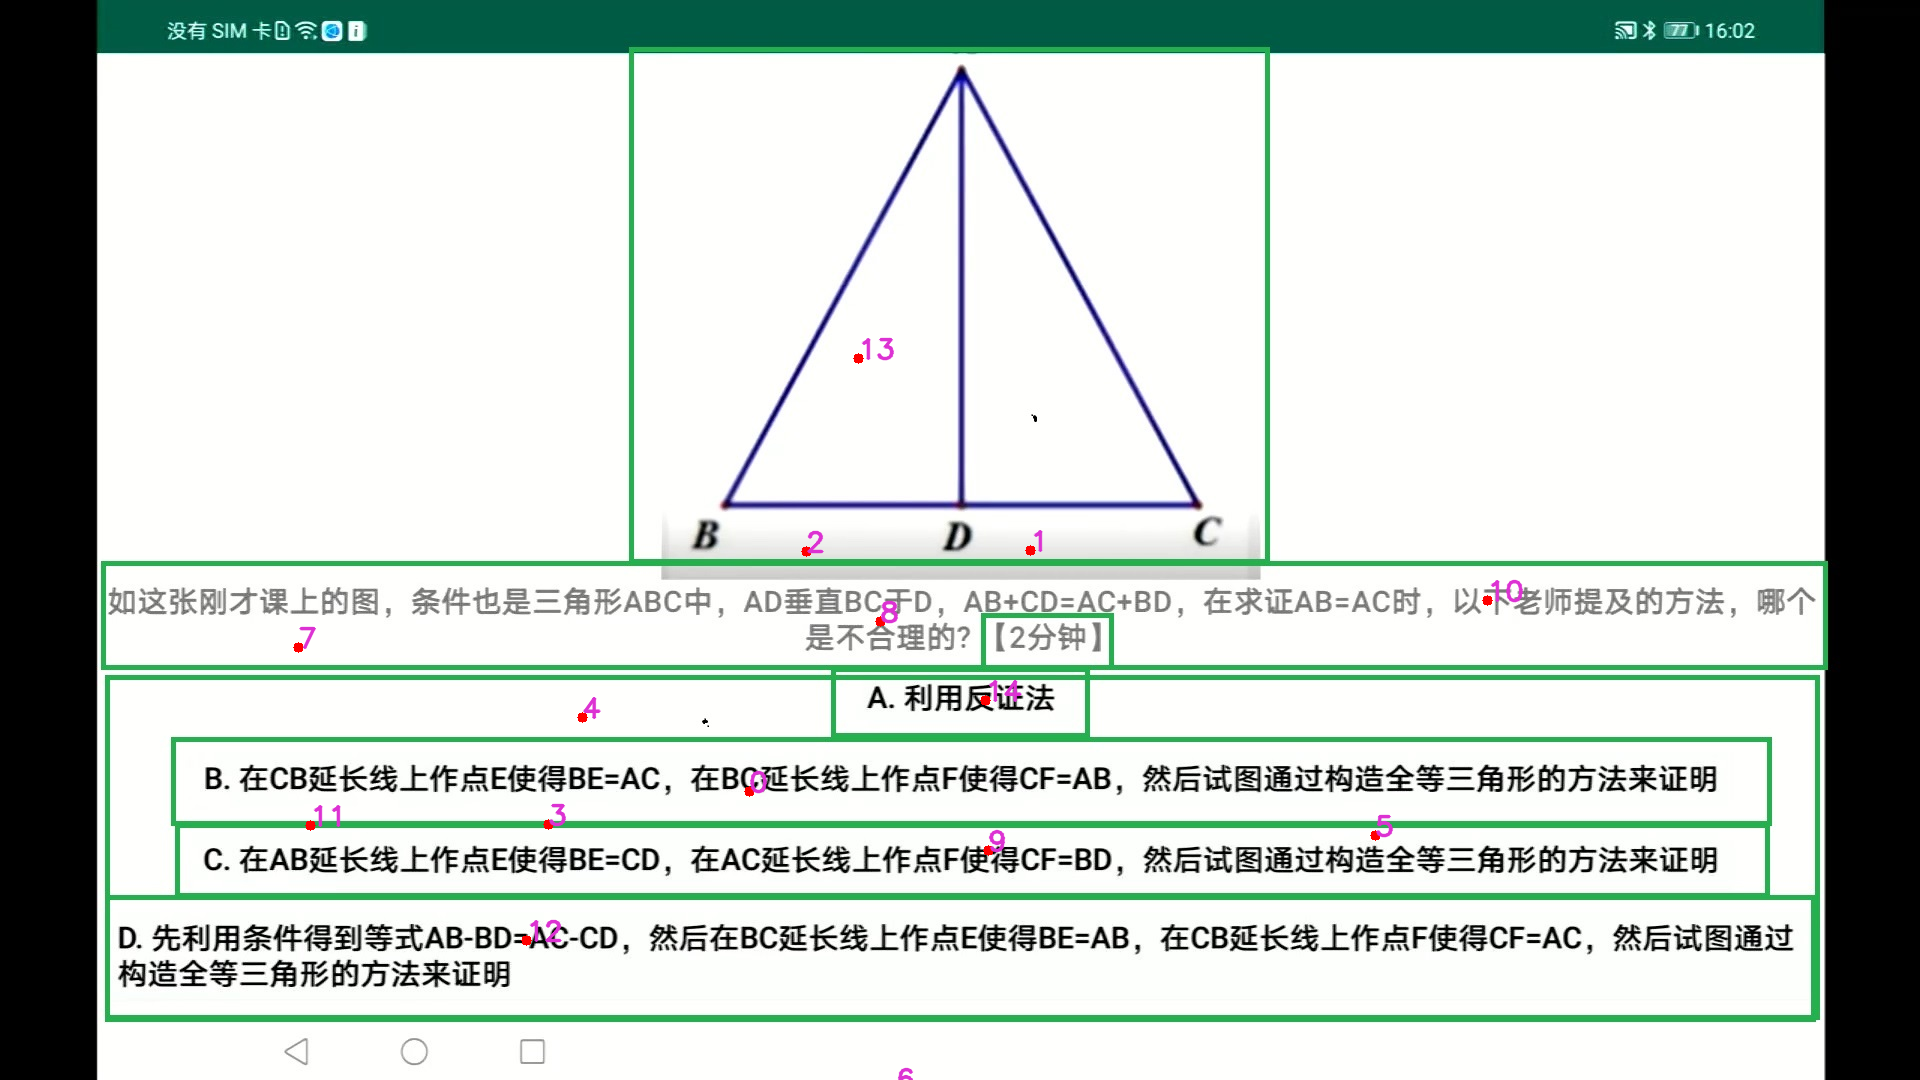 没有 SIM 卡
77 16:02
13
B D C
2 1
如这张刚才课上的图，条件也是三角形ABC中，AD垂直BC于D，AB+CD=AC+BD，在求证AB=AC时，以下老师提及的方法，哪个
10
8
是不合理的？【2分钟】
7
A. 利用反证法
14
4
B. 在CB延长线上作点E使得BE=AC，在BC延长线上作点F使得CF=AB，然后试图通过构造全等三角形的方法来证明
0
11 3 5
C. 在AB延长线上作点E使得BE=CD，在AC延长线上作点F使得CF=BD，然后试图通过构造全等三角形的方法来证明
9
D. 先利用条件得到等式AB-BD=AC-CD，然后在BC延长线上作点E使得BE=AB，在CB延长线上作点F使得CF=AC，然后试图通过
12
构造全等三角形的方法来证明
6